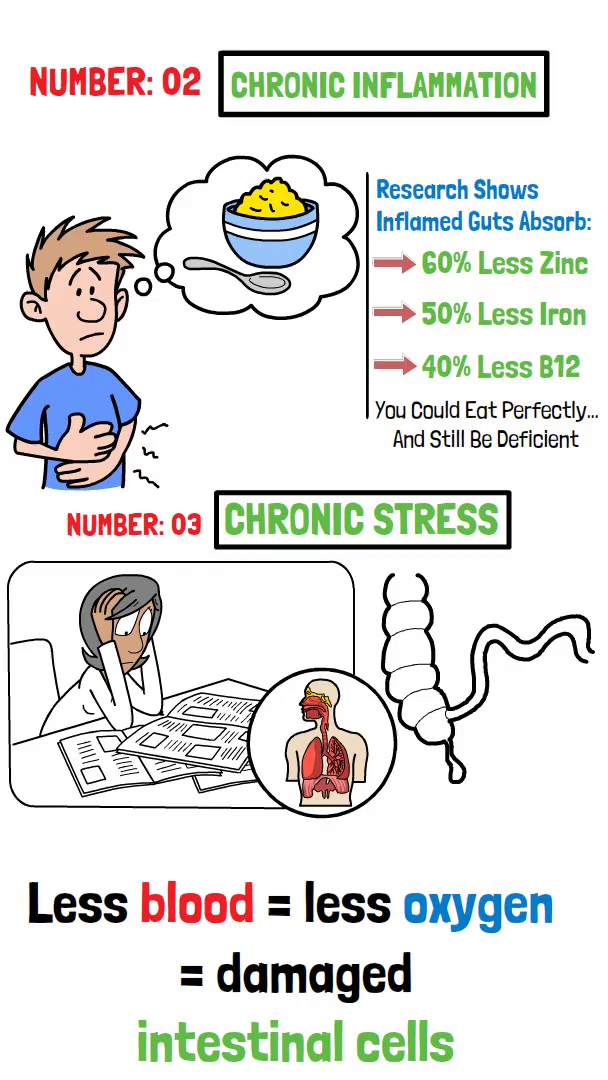 NUMBER: 02 CHRONIC INFLAMMATION
Research Shows
Inflamed Guts Absorb:
60% Less Zinc
50% Less Iron
40% Less B12
You Could Eat Perfectly...
And Still Be Deficient
NUMBER: 03 CHRONIC STRESS
Less blood = less oxygen
= damaged
intestinal cells